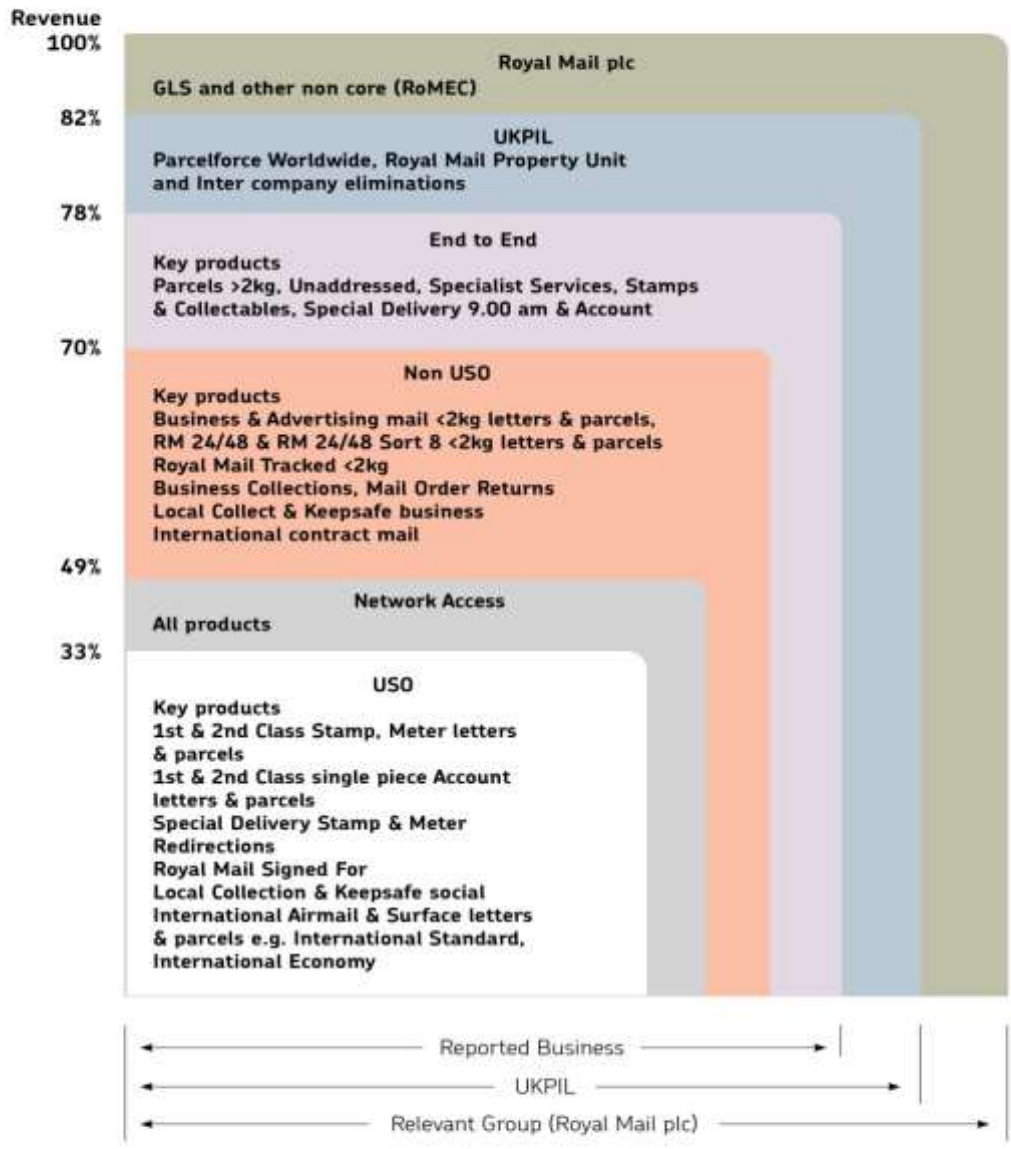 Revenue
100%
Royal Mail plc
GLS and other non core (RoMEC)
82%
UKPIL
Parcelforce Worldwide, Royal Mail Property Unit
and Inter company eliminations
78%
End to End
Key products
Parcels >2kg, Unaddressed, Specialist Services, Stamps
& Collectables, Special Delivery 9.00 am & Account
70%
Non USO
Key products
Business & Advertising mail <2kg letters & parcels,
RM 24/48 & RM 24/48 Sort 8 <2kg letters & parcels
Royal Mail Tracked <2kg
Business Collections, Mail Order Returns
Local Collect & Keepsafe business
International contract mail
49%
Network Access
All products
33%
USO
Key products
1st & 2nd Class Stamp, Meter letters
& parcels
1st & 2nd Class single piece Account
letters & parcels
Special Delivery Stamp & Meter
Redirections
Royal Mail Signed For
Local Collection & Keepsafe social
International Airmail & Surface letters
& parcels e.g. International Standard,
International Economy
Reported Business
UKPIL
Relevant Group (Royal Mail plc)